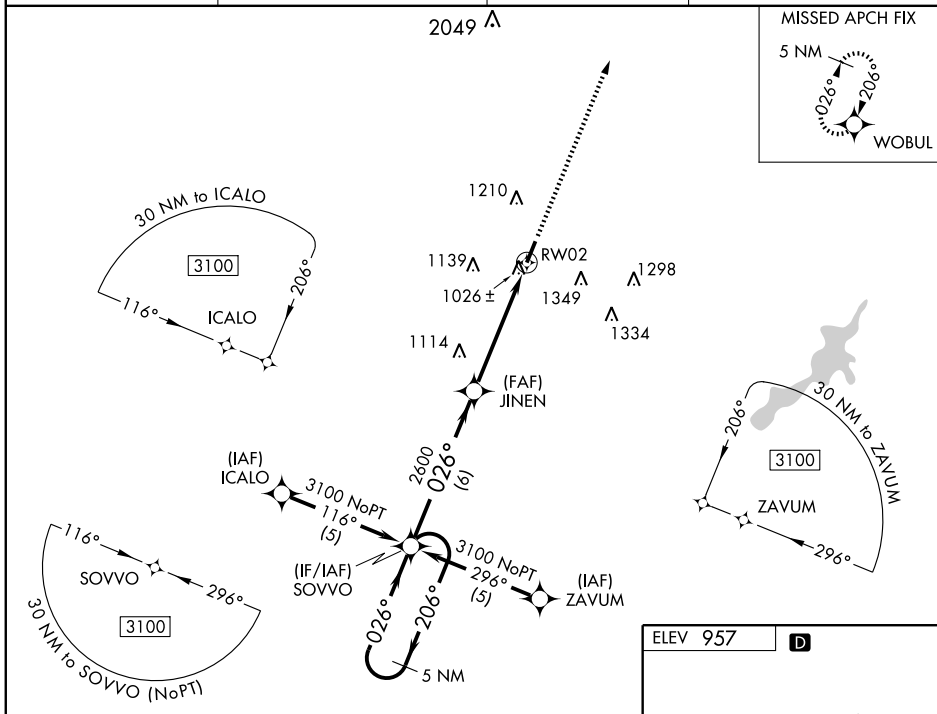 2049
MISSED APCH FIX
5 NM
026°
206°
WOBUL
30 NM to ICALO
3100
206°
116°
ICALO
1210
1139
RW02
1026 ±
1349
1298
1334
1114
(FAF)
JINEN
2600
026°
(6)
(IAF)
ICALO
3100 NoPT
116°
(5)
(IF/IAF)
SOVVO
3100 NoPT
296°
(5)
(IAF)
ZAVUM
026°
206°
5 NM
30 NM to ZAVUM
206°
3100
ZAVUM
296°
116°
SOVVO
296°
3100
30 NM to SOVVO (NoPT)
ELEV 957
D